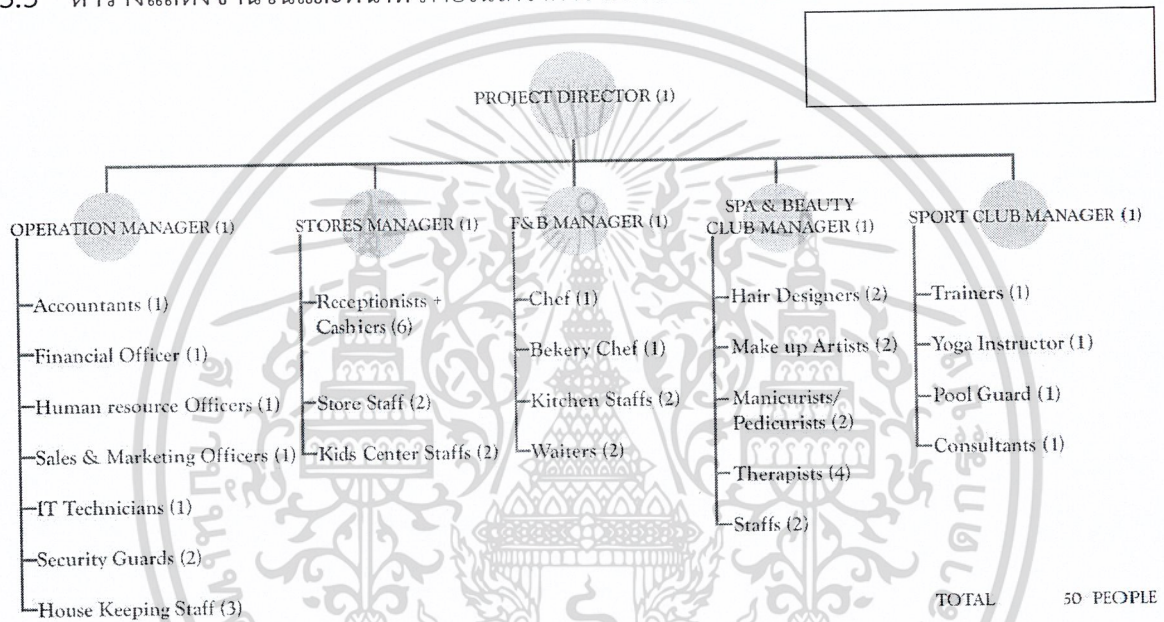 PROJECT DIRECTOR (1)
OPERATION MANAGER (1)
Accountants (1)
Financial Officer (1)
Human resource Officers (1)
Sales & Marketing Officers (1)
IT Technicians (1)
Security Guards (2)
House Keeping Staff (3)
STORES MANAGER (1)
Receptionists +
Cashiers (6)
Store Staff (2)
Kids Center Staffs (2)
F&B MANAGER (1)
Chef (1)
Bekery Chef (1)
Kitchen Staffs (2)
Waiters (2)
SPA & BEAUTY
CLUB MANAGER (1)
Hair Designers (2)
Make up Artists (2)
Manicurists/
Pedicurists (2)
Therapists (4)
Staffs (2)
SPORT CLUB MANAGER (1)
Trainers (1)
Yoga Instructor (1)
Pool Guard (1)
Consultants (1)
TOTAL 50 PEOPLE